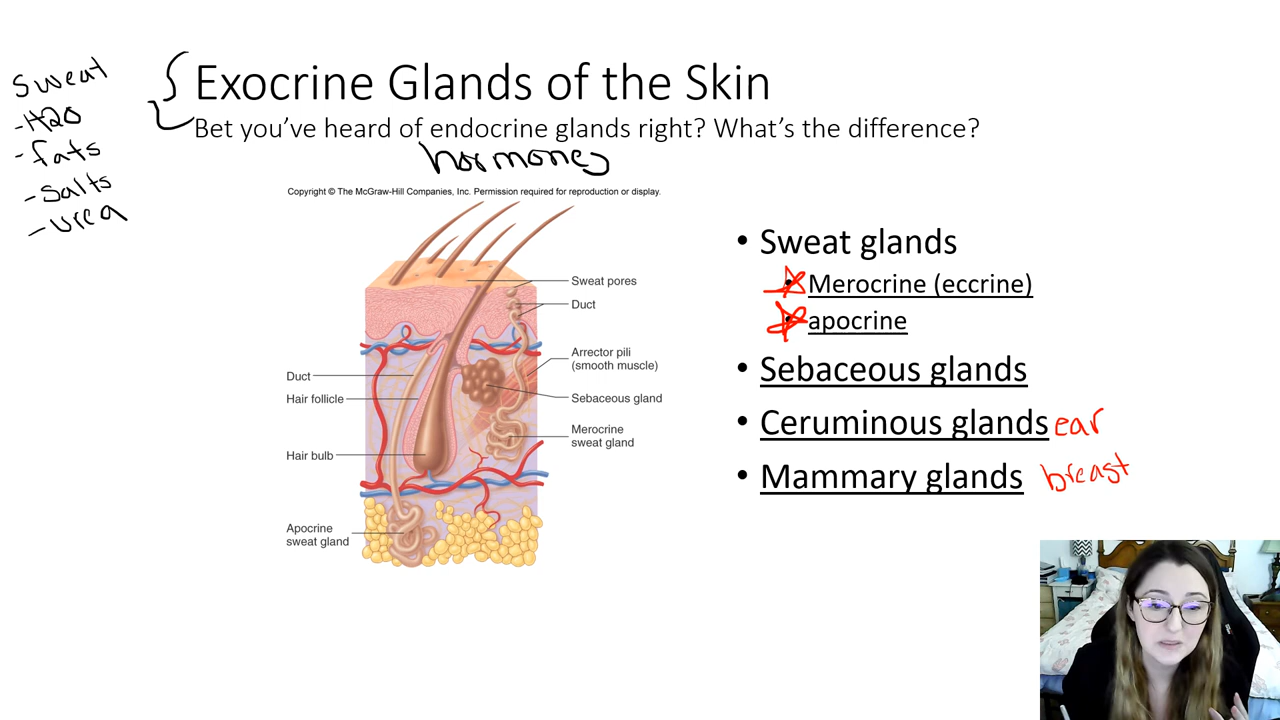 Sweat
-H20
-fats
-Salts
-urea
Exocrine Glands of the Skin
Bet you've heard of endocrine glands right? What's the difference?
hormones
Copyright © The McGraw-Hill Companies, Inc. Permission required for reproduction or display.
Sweat pores
Duct
Arrector pili
(smooth muscle)
Sebaceous gland
Merocrine
sweat gland
Duct
Hair follicle
Hair bulb
Apocrine
sweat gland
• Sweat glands
• Merocrine (eccrine)
• apocrine
• Sebaceous glands
• Ceruminous glands ear
• Mammary glands breast